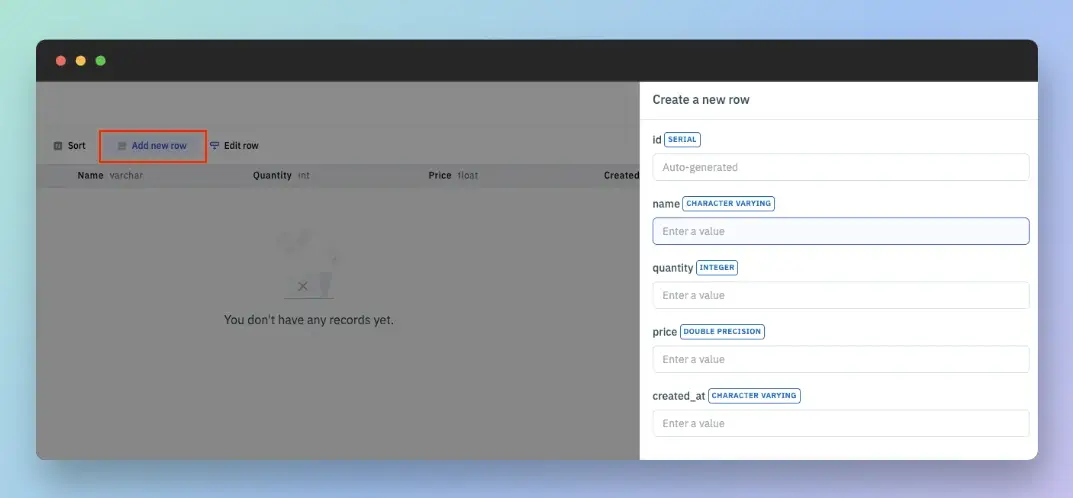 Create a new row
Sort Add new row Edit row
Name varchar Quantity int Price float Created
You don't have any records yet.
id SERIAL
Auto-generated
name CHARACTER VARYING
Enter a value
quantity INTEGER
Enter a value
price DOUBLE PRECISION
Enter a value
created_at CHARACTER VARYING
Enter a value